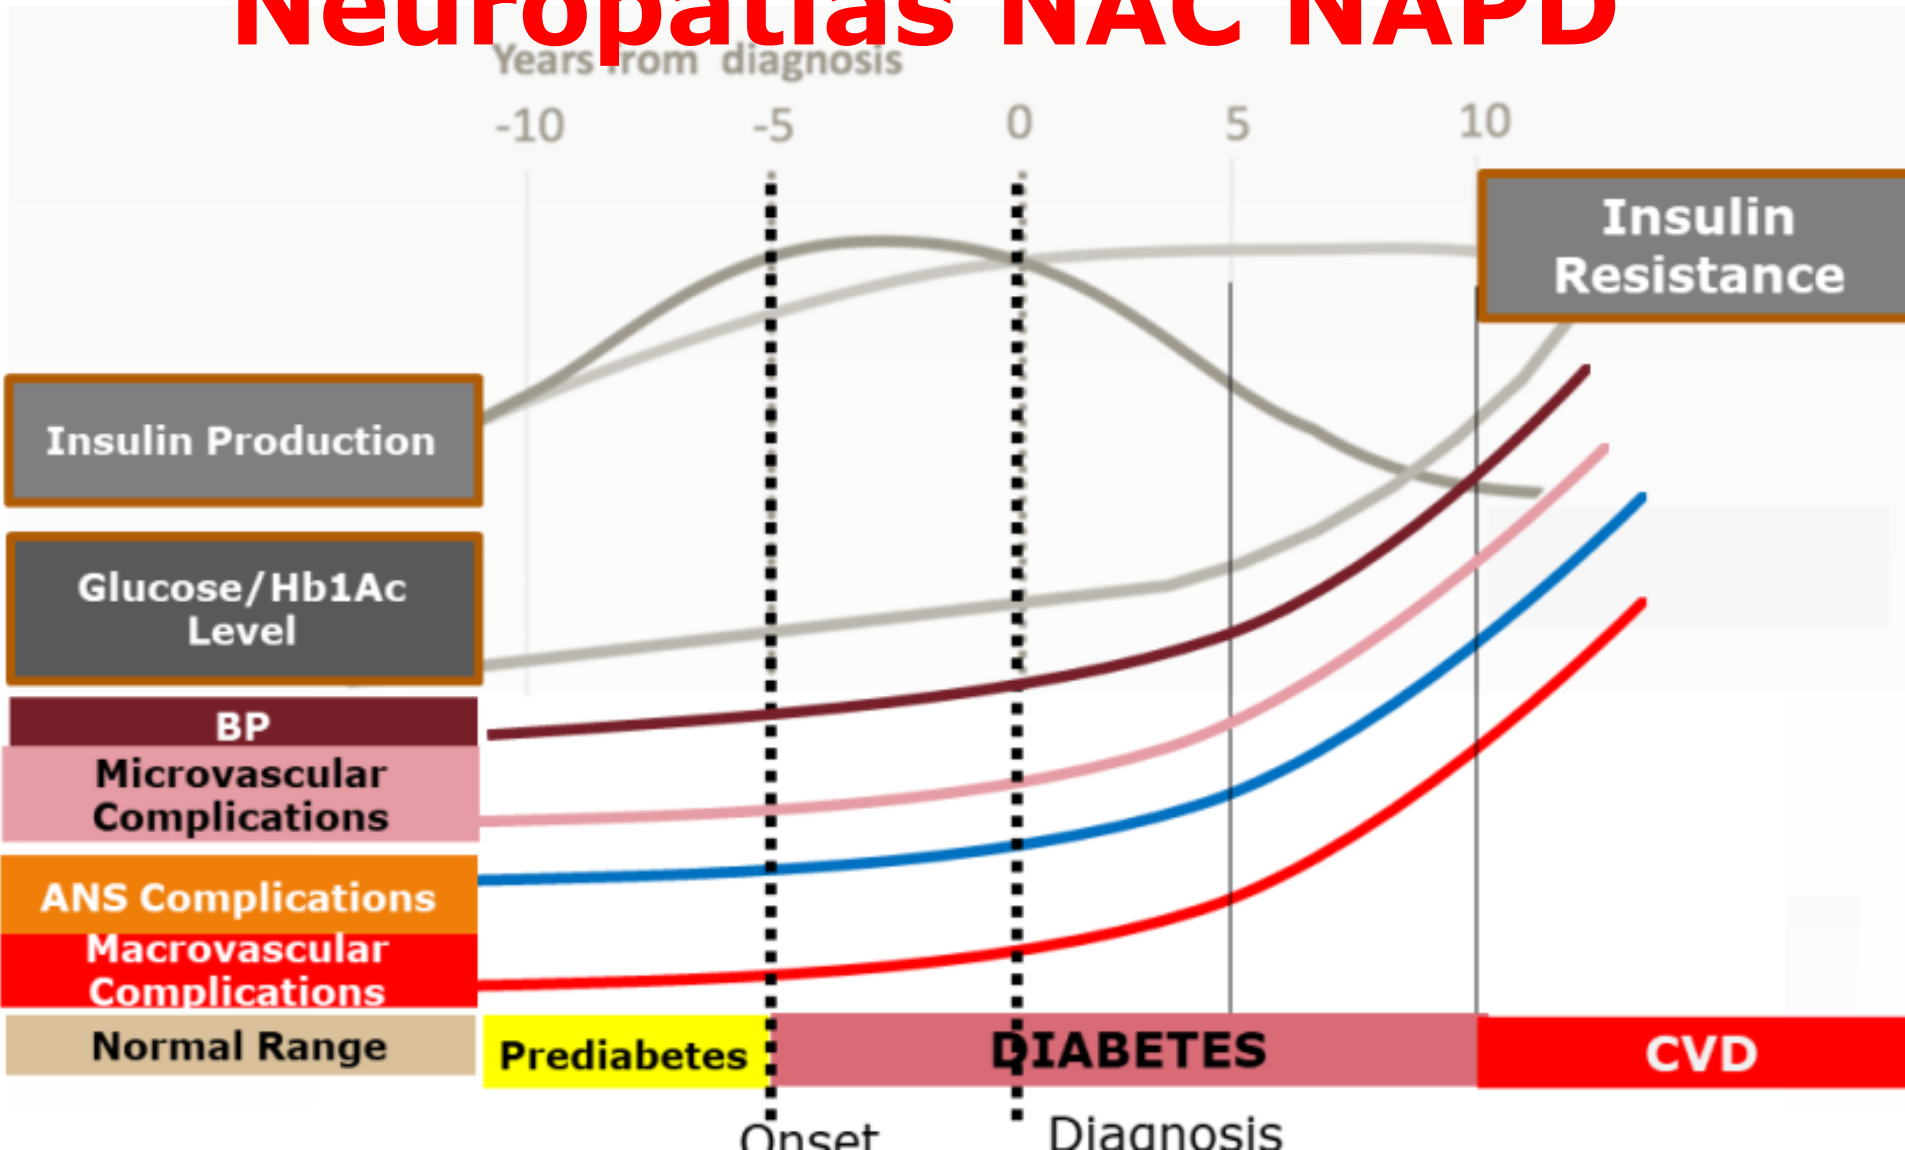 Neuropatías NAC NAPD
Years from diagnosis
-10 -5 0 5 10
Insulin
Resistance
Insulin Production
Glucose/Hb1Ac
Level
BP
Microvascular
Complications
ANS Complications
Macrovascular
Complications
Normal Range
Prediabetes
DIABETES
CVD
Onset
Diagnosis